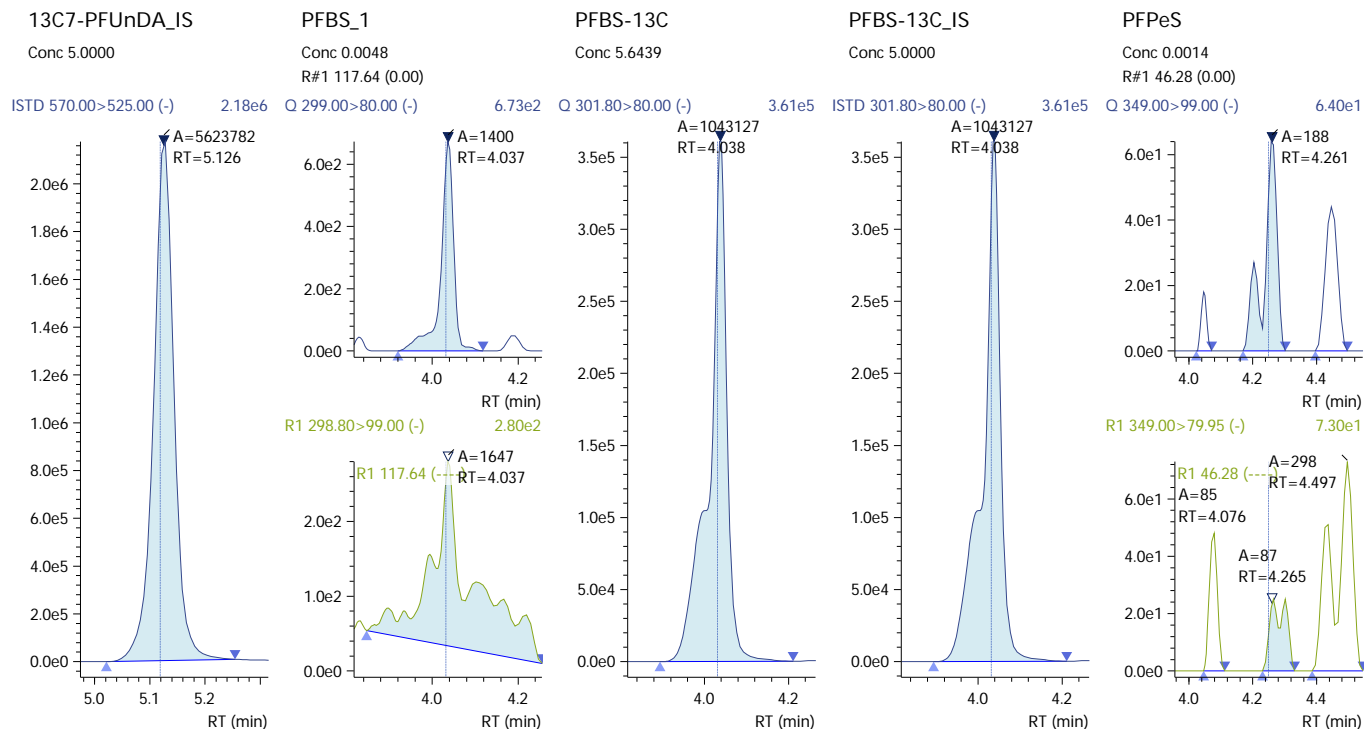 13C7-PFUnDA_IS
Conc 5.0000
ISTD 570.00>525.00 (-) 2.18e6
A=5623782
RT=5.126
2.0e6
1.8e6
1.6e6
1.4e6
1.2e6
1.0e6
8.0e5
6.0e5
4.0e5
2.0e5
0.0e0
5.0 5.1 5.2
RT (min)
PFBS_1
Conc 0.0048
R#1 117.64 (0.00)
Q 299.00>80.00 (-) 6.73e2
A=1400
RT=4.037
6.0e2
4.0e2
2.0e2
0.0e0
4.0 4.2
RT (min)
R1 298.80>99.00 (-) 2.80e2
A=1647
R1 117.64 (----)
RT=4.037
2.0e2
1.0e2
0.0e0
4.0 4.2
RT (min)
PFBS-13C
Conc 5.6439
Q 301.80>80.00 (-) 3.61e5
A=1043127
RT=4.038
3.5e5
3.0e5
2.5e5
2.0e5
1.5e5
1.0e5
5.0e4
0.0e0
4.0 4.2
RT (min)
PFBS-13C_IS
Conc 5.0000
ISTD 301.80>80.00 (-) 3.61e5
A=1043127
RT=4.038
3.5e5
3.0e5
2.5e5
2.0e5
1.5e5
1.0e5
5.0e4
0.0e0
4.0 4.2
RT (min)
PFPeS
Conc 0.0014
R#1 46.28 (0.00)
Q 349.00>99.00 (-) 6.40e1
A=188
RT=4.261
6.0e1
4.0e1
2.0e1
0.0e0
4.0 4.2 4.4
RT (min)
R1 349.00>79.95 (-) 7.30e1
A=298
R1 46.28 (----)
RT=4.497
A=85
RT=4.076
A=87
RT=4.265
6.0e1
4.0e1
2.0e1
0.0e0
4.0 4.2 4.4
RT (min)